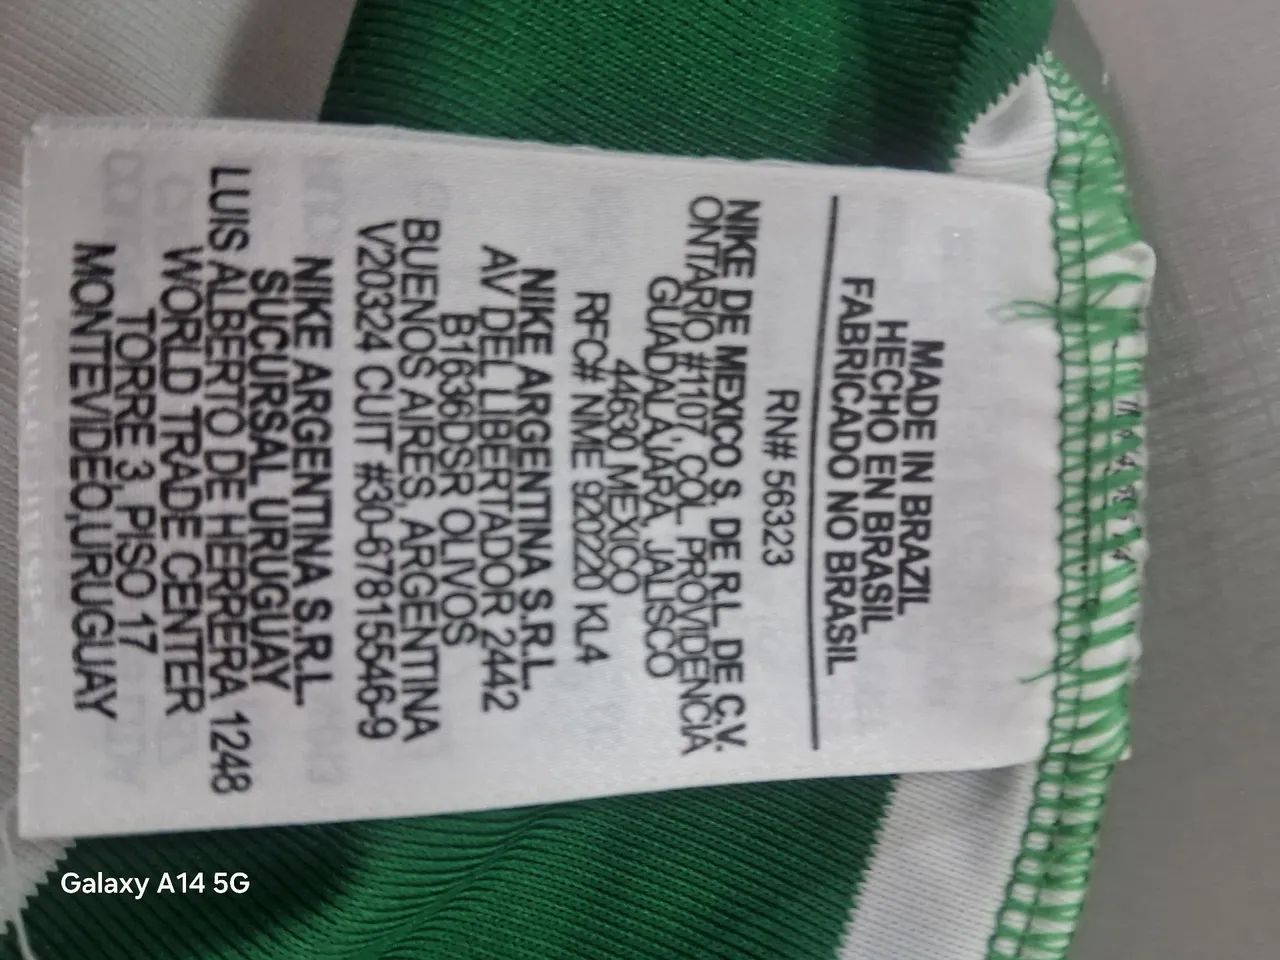 MADE IN BRAZIL
HECHO EN BRASIL
FABRICADO NO BRASIL
RN# 56323
NIKE DE MEXICO S. DE R.L. DE C.V.
ONTARIO #1107, COL. PROVIDENCIA
GUADALAJARA, JALISCO
44630 MEXICO
RFC# NME 920220 KL4
NIKE ARGENTINA S.R.L.
AV DEL LIBERTADOR 2442
B1636DSR OLIVOS
BUENOS AIRES, ARGENTINA
V20324 CUIT #30-67815546-9
NIKE ARGENTINA S.R.L.
SUCURSAL URUGUAY
LUIS ALBERTO DE HERRERA 1248
WORLD TRADE CENTER
TORRE 3, PISO 17
MONTEVIDEO,URUGUAY
Galaxy A14 5G